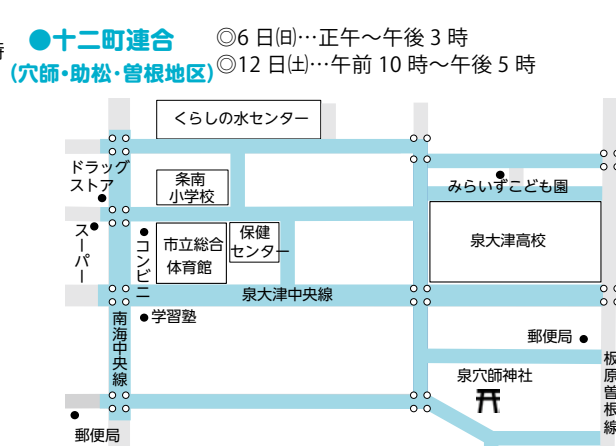 時
●十二町連合
(穴師・助松・曽根地区)
◎6日㈰…正午～午後3時
◎12日㈯…午前10時～午後5時
くらしの水センター
ドラッグ
ストア
条南
小学校
みらいずこども園
スーパー
コンビニ
市立総合
体育館
保健
センター
泉大津高校
泉大津中央線
南海中央線
学習塾
郵便局
板原曽根線
泉穴師神社
郵便局